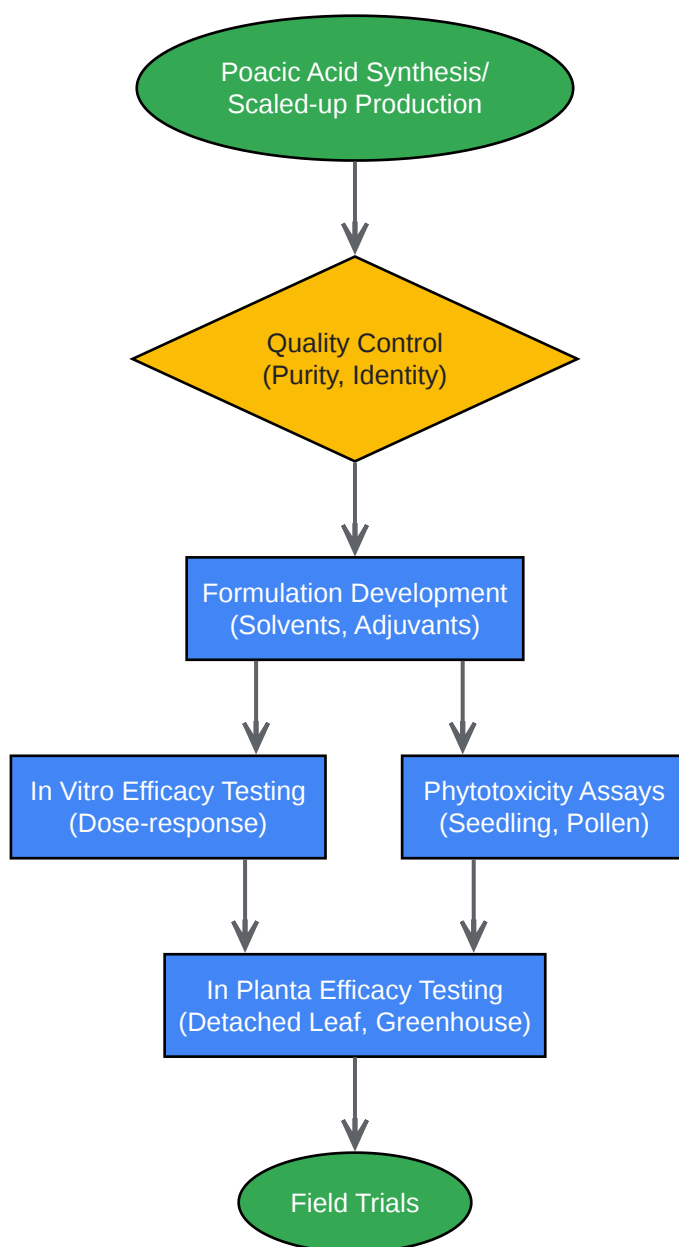 Poacic Acid Synthesis/
Scaled-up Production
Quality Control
(Purity, Identity)
Formulation Development
(Solvents, Adjuvants)
In Vitro Efficacy Testing
(Dose-response)
Phytotoxicity Assays
(Seedling, Pollen)
In Planta Efficacy Testing
(Detached Leaf, Greenhouse)
Field Trials